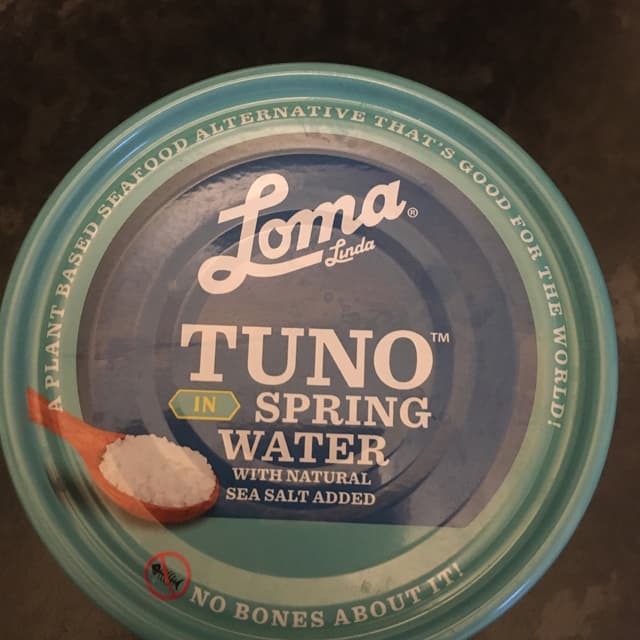 A PLANT BASED SEAFOOD ALTERNATIVE THAT'S GOOD FOR THE WORLD!
Loma®
Linda
TUNO™
IN SPRING
WATER
WITH NATURAL
SEA SALT ADDED
NO BONES ABOUT IT!